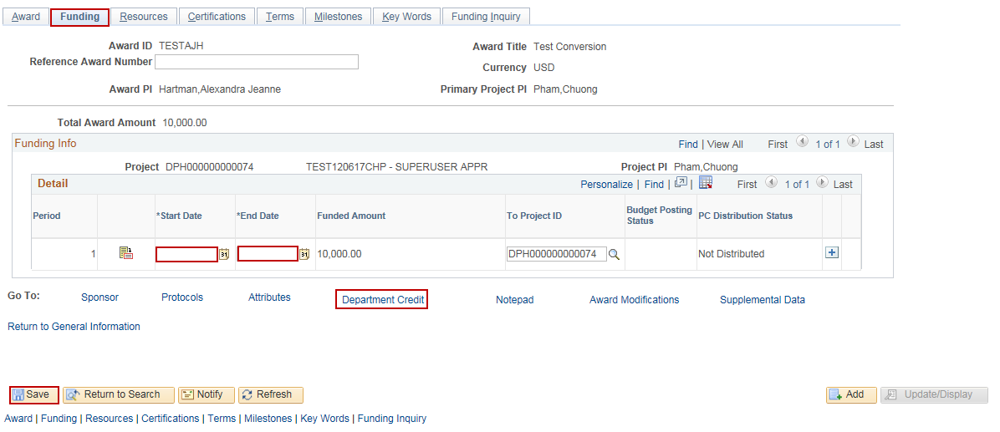 Award Funding Resources Certifications Terms Milestones Key Words Funding Inquiry
Award ID TESTAJH Award Title Test Conversion
Reference Award Number
Currency USD
Award PI Hartman,Alexandra Jeanne Primary Project PI Pham,Chuong
Total Award Amount 10,000.00
Funding Info Find | View All First 1 of 1 Last
Project DPH000000000074 TEST120617CHP - SUPERUSER APPR Project PI Pham,Chuong
Detail Personalize | Find | | First 1 of 1 Last
Period *Start Date *End Date Funded Amount To Project ID Budget Posting Status PC Distribution Status
1 31 31 10,000.00 DPH000000000074 Not Distributed
Go To: Sponsor Protocols Attributes Department Credit Notepad Award Modifications Supplemental Data
Return to General Information
Save Return to Search Notify Refresh Add Update/Display
Award | Funding | Resources | Certifications | Terms | Milestones | Key Words | Funding Inquiry